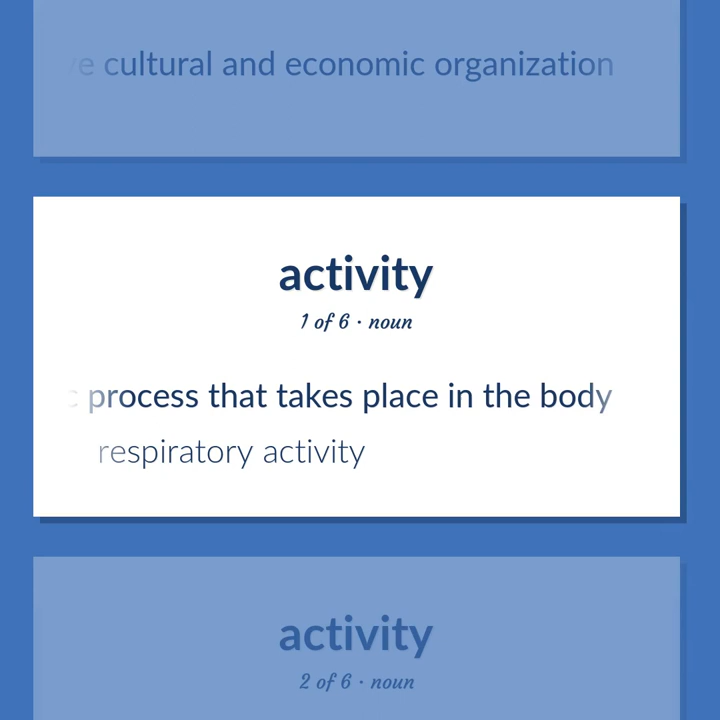 cultural and economic organization
activity
1 of 6 · noun
process that takes place in the body
respiratory activity
activity
2 of 6 · noun